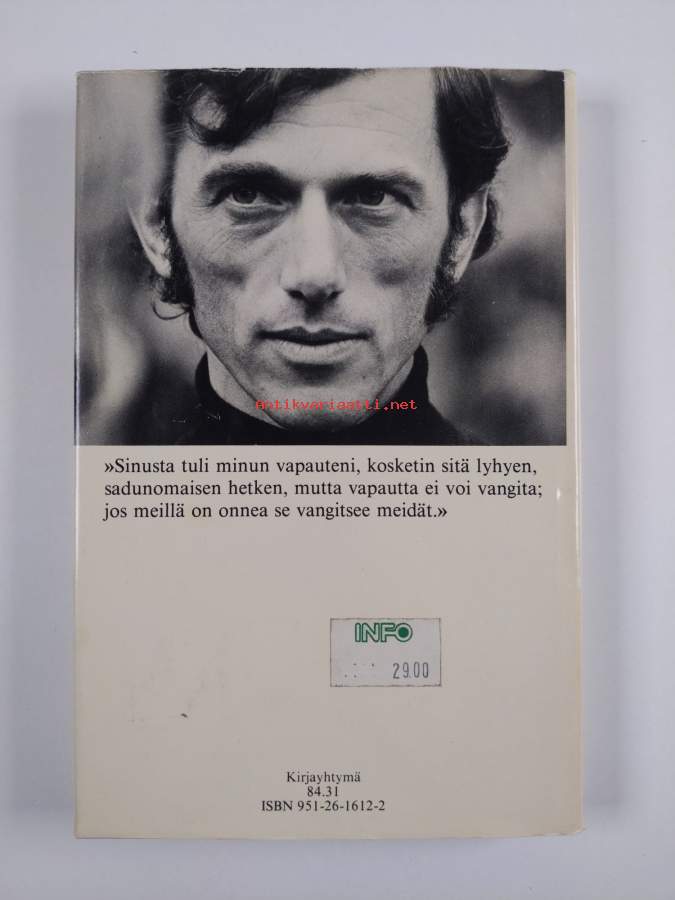 antikvariaatti.net
»Sinusta tuli minun vapauteni, kosketin sitä lyhyen,
sadunomaisen hetken, mutta vapautta ei voi vangita;
jos meillä on onnea se vangitsee meidät.»
INFO
29.00
Kirjayhtymä
84.31
ISBN 951-26-1612-2